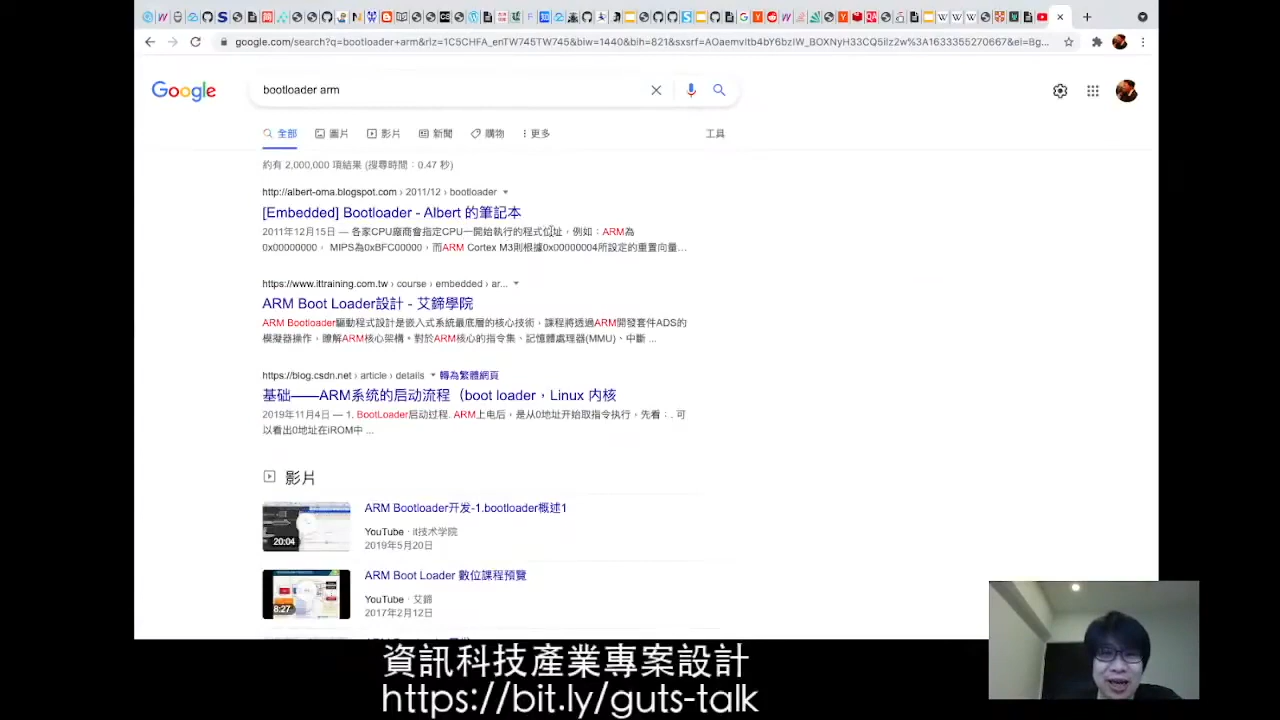 google.com/search?q=bootloader+arm&rlz=1C5CHFA_enTW745TW745&biw=1440&bih=821&sxsrf=AOaemvItb4bY6bzIW_BOXNyH33CQ5iIz2w%3A1633355270667&ei=Bg...
Google
bootloader arm
全部 圖片 影片 新聞 購物 更多 工具
約有 2,000,000 項結果 (搜尋時間:0.47 秒)
http://albert-oma.blogspot.com › 2011/12 › bootloader
[Embedded] Bootloader - Albert 的筆記本
2011年12月15日 — 各家CPU廠商會指定CPU一開始執行的程式位址,例如:ARM為
0x00000000, MIPS為0xBFC00000,而ARM Cortex M3則根據0x00000004所設定的重置向量...
https://www.ittraining.com.tw › course › embedded › ar...
ARM Boot Loader設計 - 艾鍗學院
ARM Bootloader驅動程式設計是嵌入式系統最底層的核心技術,課程將透過ARM開發套件ADS的
模擬器操作,瞭解ARM核心架構。對於ARM核心的指令集、記憶體處理器(MMU)、中斷 ...
https://blog.csdn.net › article › details 轉為繁體網頁
基础——ARM系统的启动流程（boot loader，Linux 内核
2019年11月4日 — 1. BootLoader启动过程. ARM上电后，是从0地址开始取指令执行，先看：. 可
以看出0地址在iROM中 ...
影片
ARM Bootloader开发-1.bootloader概述1
YouTube · it技术学院
2019年5月20日
20:04
ARM Boot Loader 數位課程預覽
YouTube · 艾鍗
2017年2月12日
8:27
資訊科技產業專案設計
https://bit.ly/guts-talk